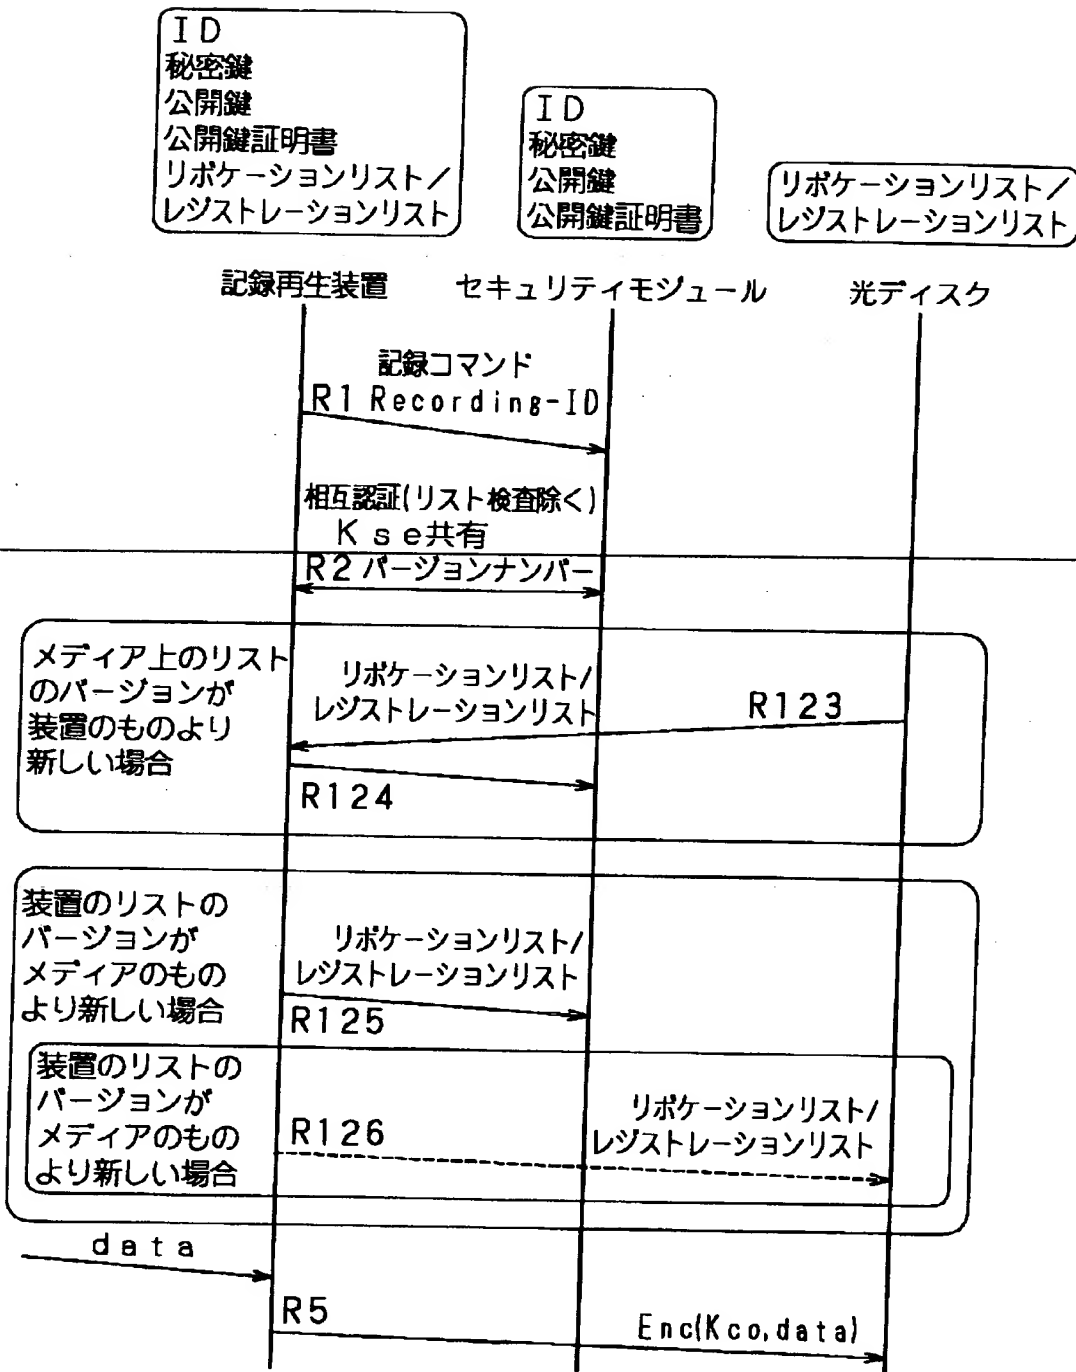 ID
秘密鍵
公開鍵
公開鍵証明書
リボケーションリスト／
レジストレーションリスト
ID
秘密鍵
公開鍵
公開鍵証明書
リボケーションリスト／
レジストレーションリスト
記録再生装置
セキュリティモジュール
光ディスク
記録コマンド
R1 Recording-ID
相互認証(リスト検査除く)
Kse共有
R2 バージョンナンバー
メディア上のリスト
のバージョンが
装置のものより
新しい場合
リボケーションリスト/
レジストレーションリスト
R123
R124
装置のリストの
バージョンが
メディアのもの
より新しい場合
リボケーションリスト/
レジストレーションリスト
R125
装置のリストの
バージョンが
メディアのもの
より新しい場合
R126
リボケーションリスト/
レジストレーションリスト
data
R5
Enc(Kco,data)